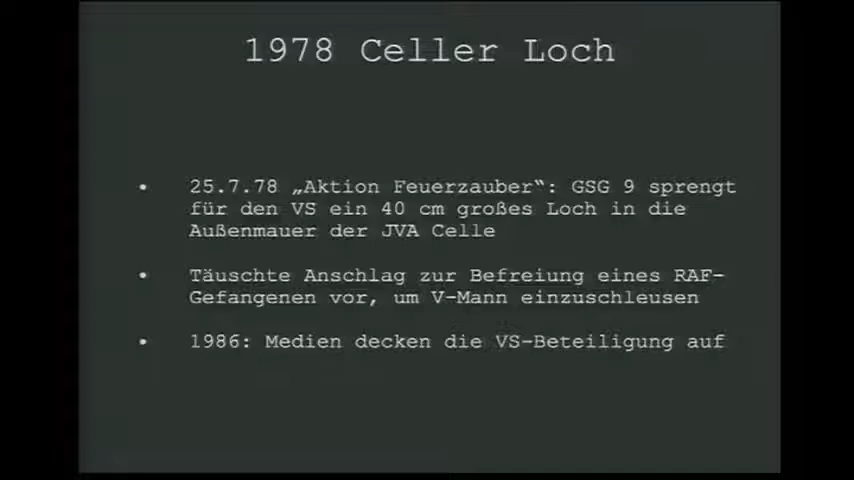 1978 Celler Loch
• 25.7.78 „Aktion Feuerzauber“: GSG 9 sprengt
für den VS ein 40 cm großes Loch in die
Außenmauer der JVA Celle
• Täuschte Anschlag zur Befreiung eines RAF-
Gefangenen vor, um V-Mann einzuschleusen
• 1986: Medien decken die VS-Beteiligung auf